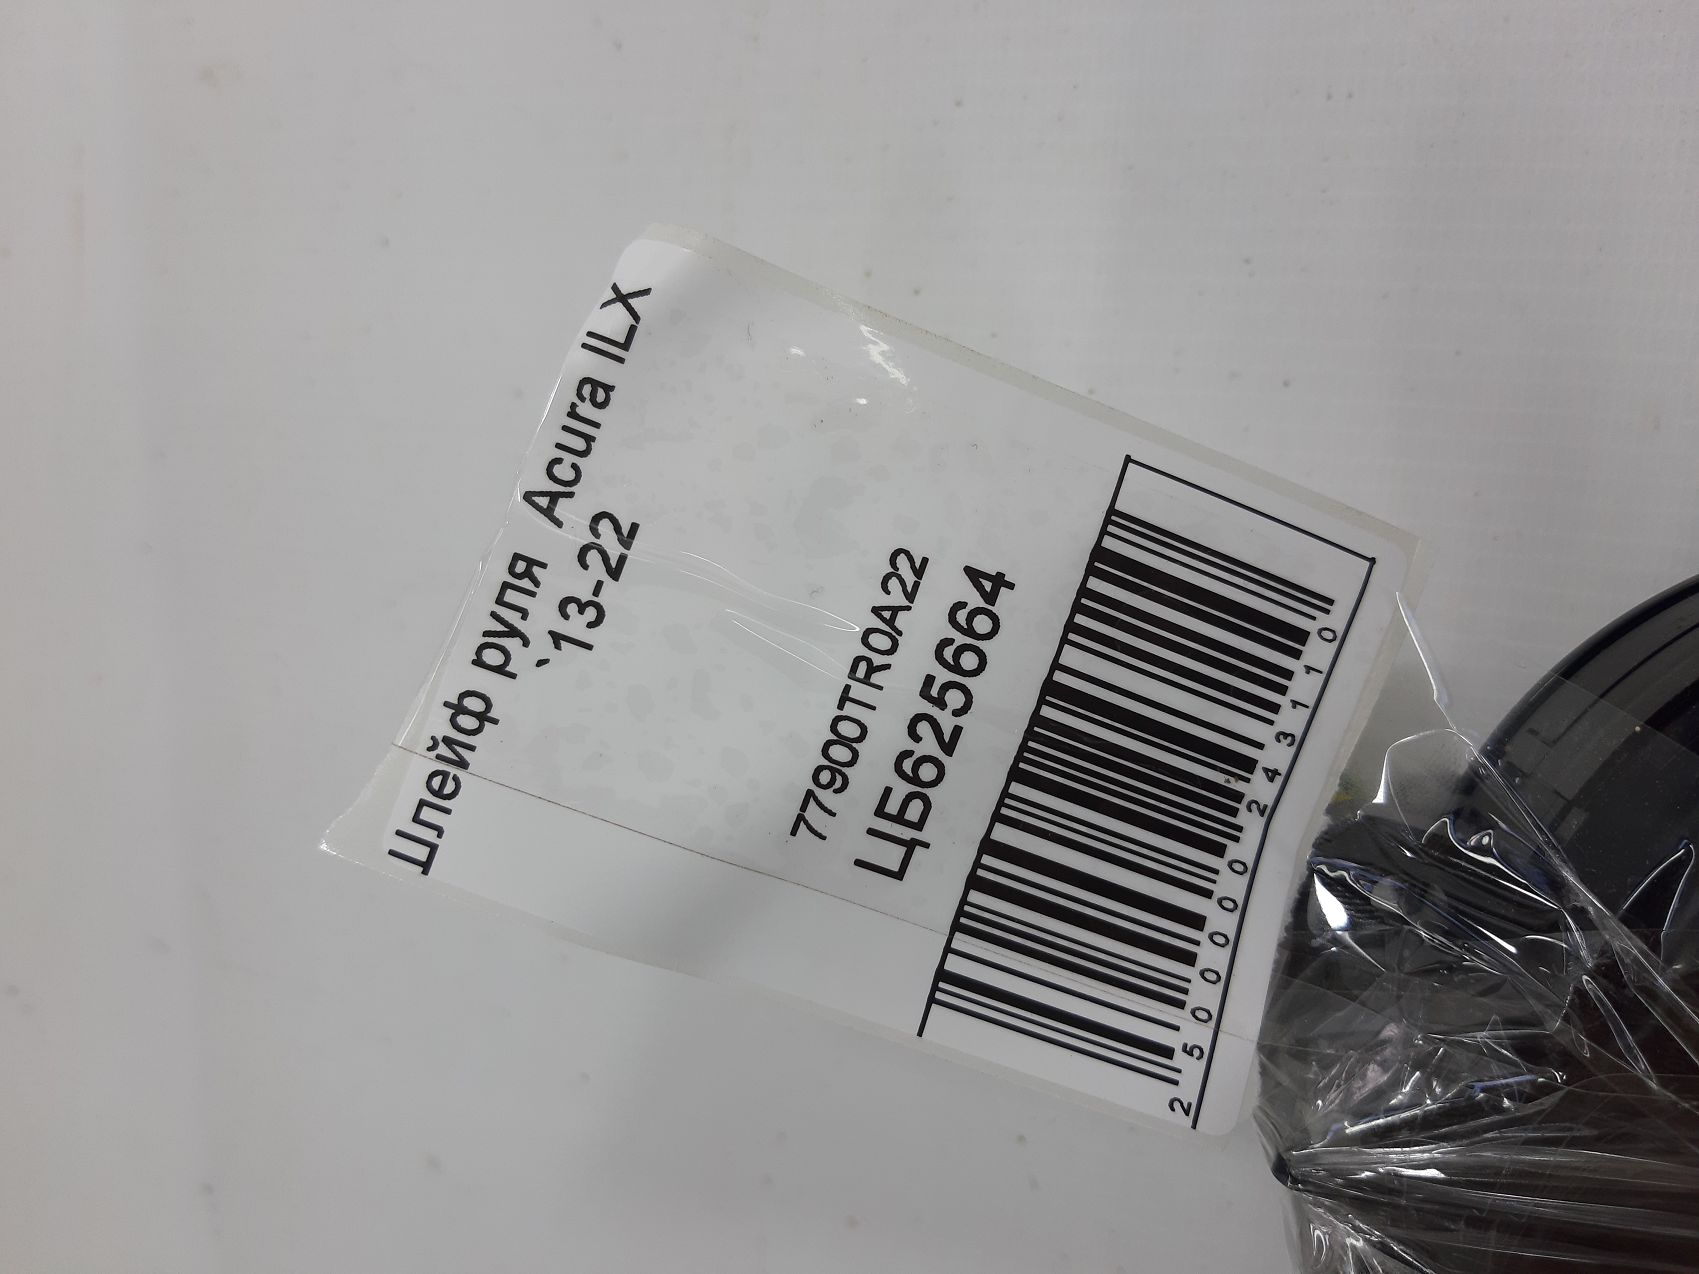 Шлейф руля  Acura ILX
`13-22
77900TR0A22
ЦБ625664
2500000243110